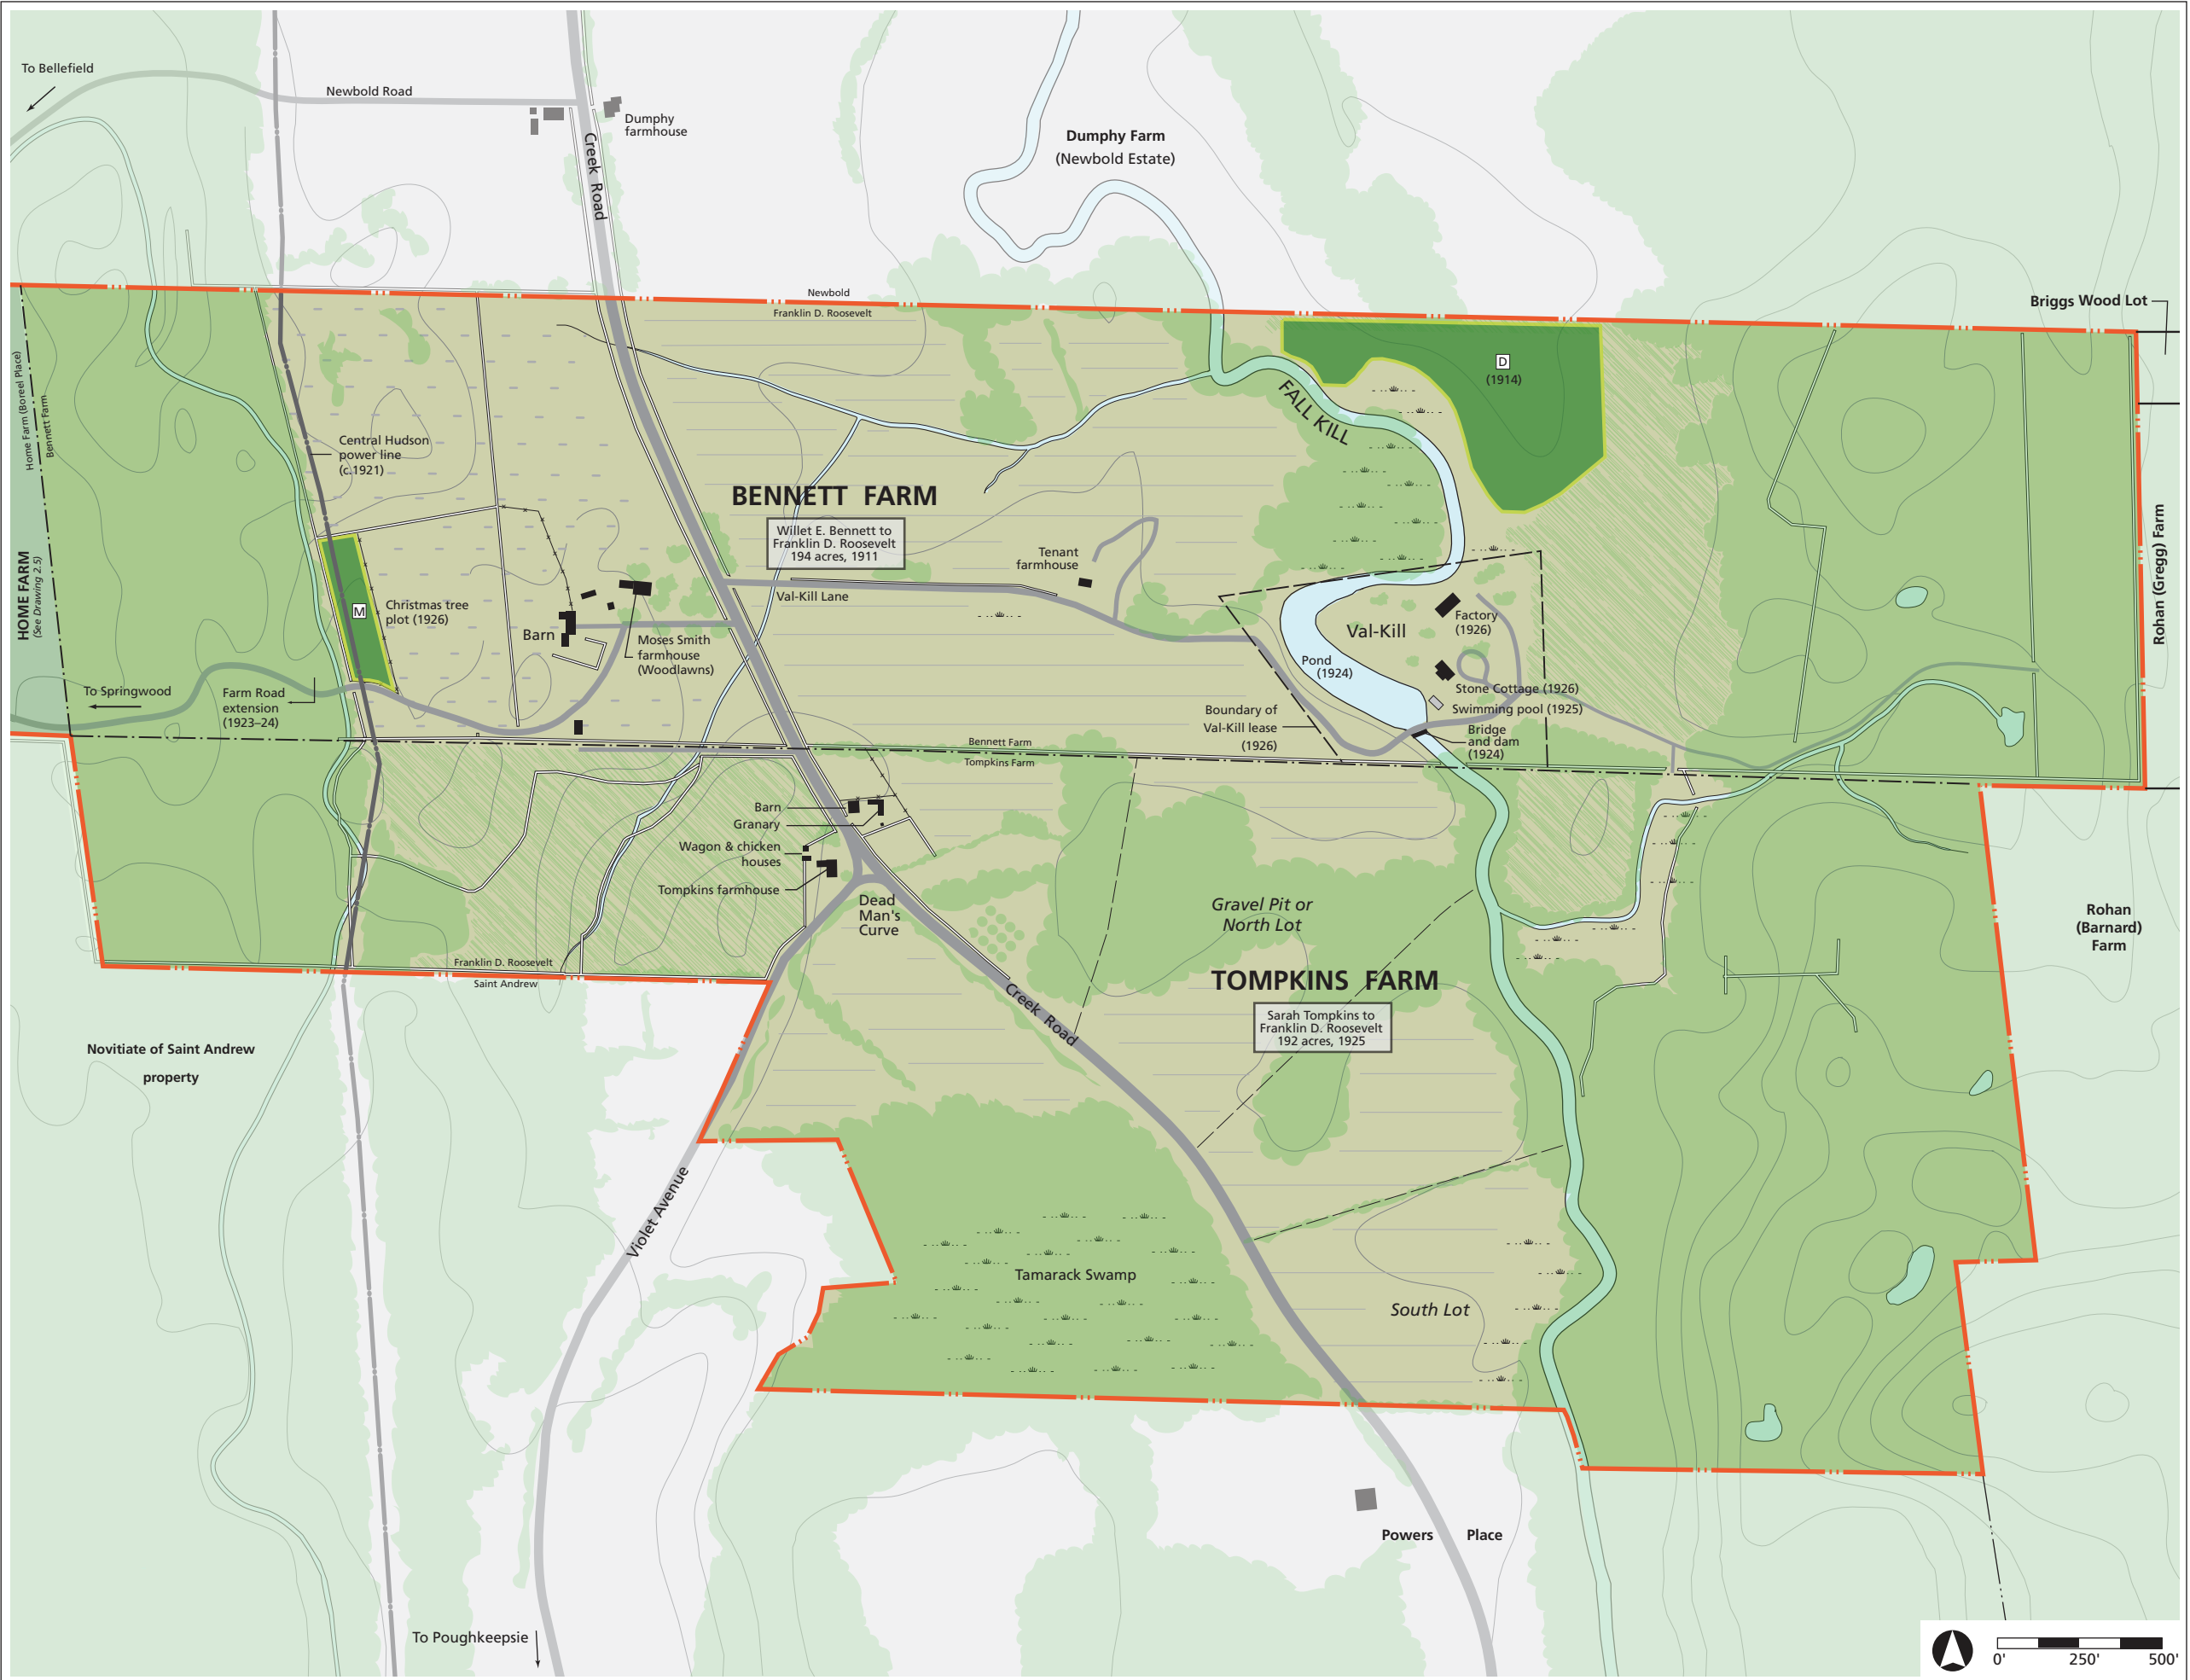 To Bellefield
Newbold Road
Dumphy
farmhouse
Creek Road
Dumphy Farm
(Newbold Estate)
Newbold
Franklin D. Roosevelt
Briggs Wood Lot
D
(1914)
FALL KILL
Home Farm (Boreel Place)
Bennett Farm
Central Hudson
power line
(c.1921)
BENNETT FARM
Willet E. Bennett to
Franklin D. Roosevelt
194 acres, 1911
Tenant
farmhouse
Val-Kill Lane
HOME FARM
(See Drawing 2.5)
Rohan (Gregg) Farm
M
Christmas tree
plot (1926)
Barn
Moses Smith
farmhouse
(Woodlawns)
Val-Kill
Factory
(1926)
Pond
(1924)
Stone Cottage (1926)
Swimming pool (1925)
To Springwood
Farm Road
extension
(1923–24)
Boundary of
Val-Kill lease
(1926)
Bridge
and dam
(1924)
Bennett Farm
Tompkins Farm
Barn
Granary
Wagon & chicken
houses
Tompkins farmhouse
Dead
Man's
Curve
Gravel Pit or
North Lot
Rohan
(Barnard)
Farm
Franklin D. Roosevelt
Saint Andrew
TOMPKINS FARM
Sarah Tompkins to
Franklin D. Roosevelt
192 acres, 1925
Creek Road
Novitiate of Saint Andrew
property
Violet Avenue
Tamarack Swamp
South Lot
Powers Place
To Poughkeepsie
0' 250' 500'